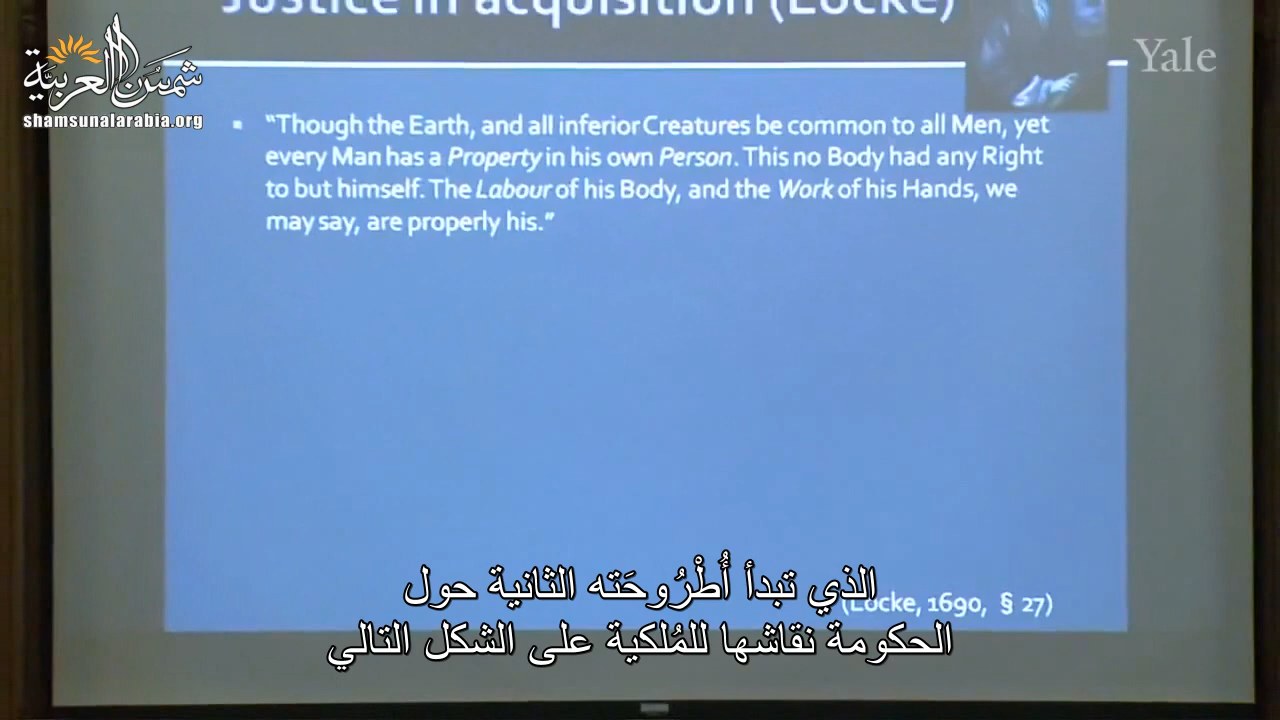 Justice in acquisition (Locke)
Yale
شمس العربية
shamsunalarabia.org
▪ “Though the Earth, and all inferior Creatures be common to all Men, yet
every Man has a Property in his own Person. This no Body had any Right
to but himself. The Labour of his Body, and the Work of his Hands, we
may say, are properly his.”
(Locke, 1690, § 27)
الذي تبدأ أُطْرُوحَته الثانية حول
الحكومة نقاشها للمُلكية على الشكل التالي